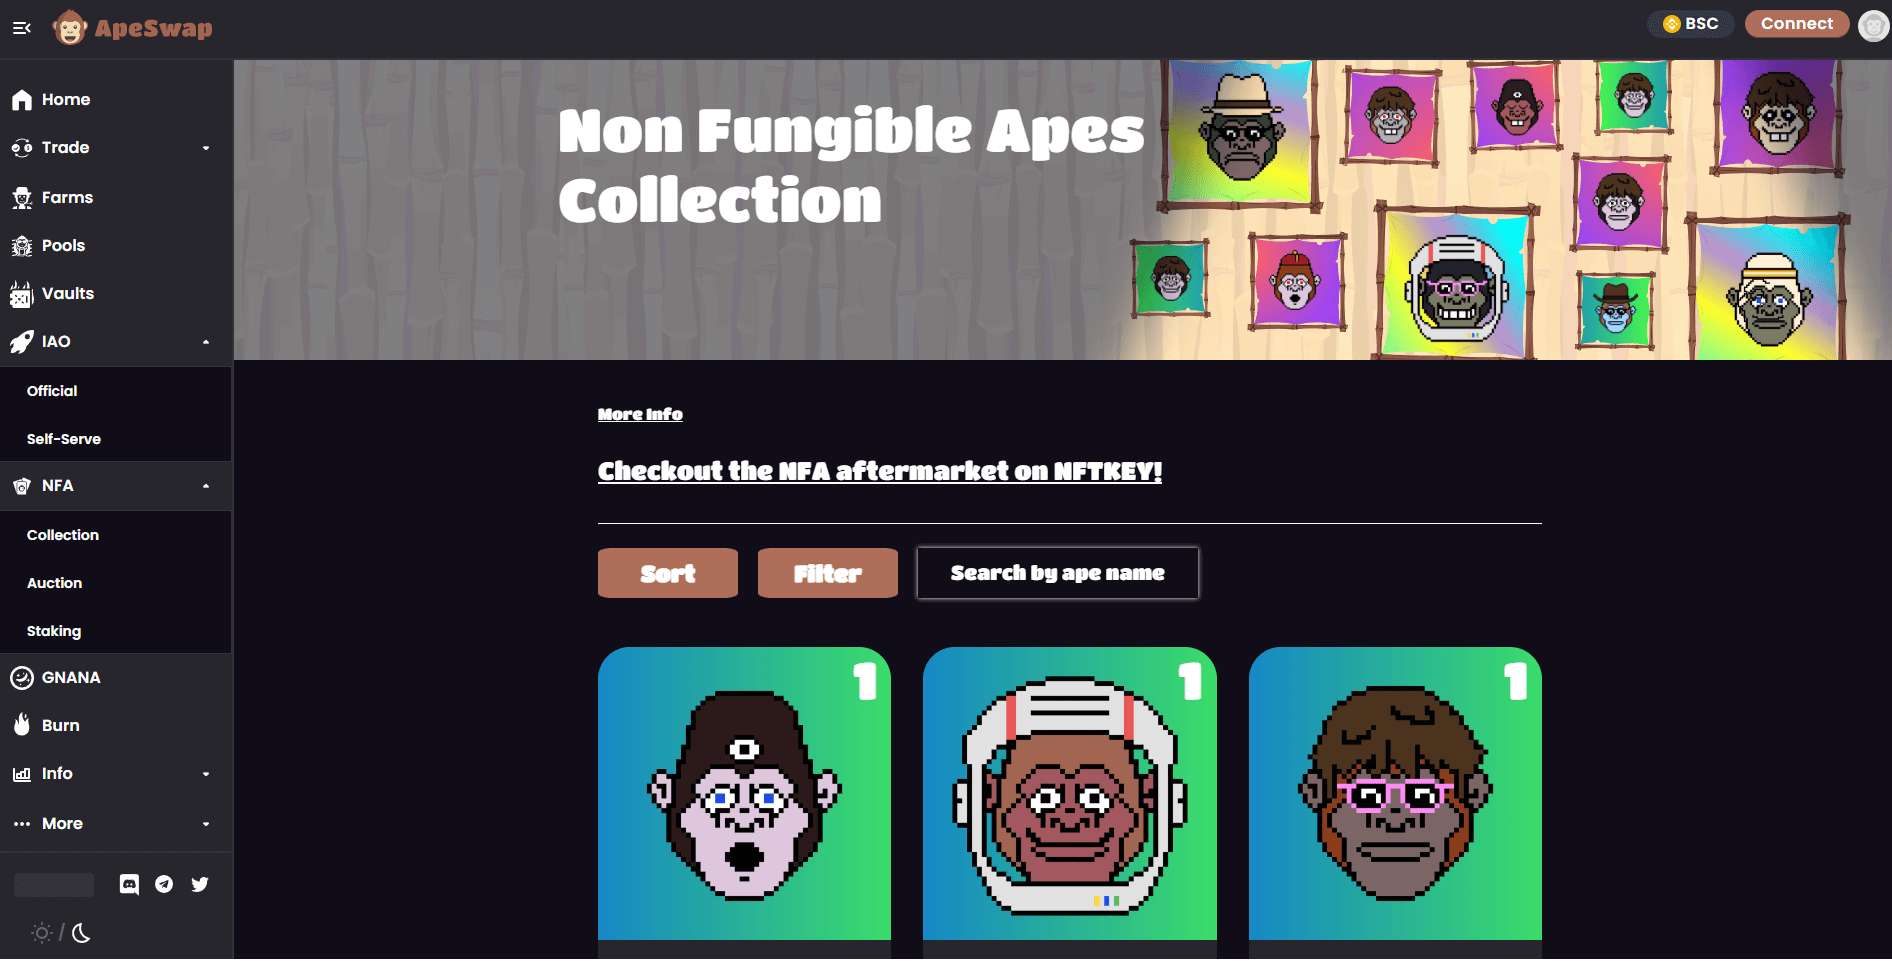 ApeSwap
BSC
Connect
Home
Trade
Farms
Pools
Vaults
IAO
Official
Self-Serve
NFA
Collection
Auction
Staking
GNANA
Burn
Info
More
/
Non Fungible Apes
Collection
More Info
Checkout the NFA aftermarket on NFTKEY!
Sort
Filter
Search by ape name
1
1
1